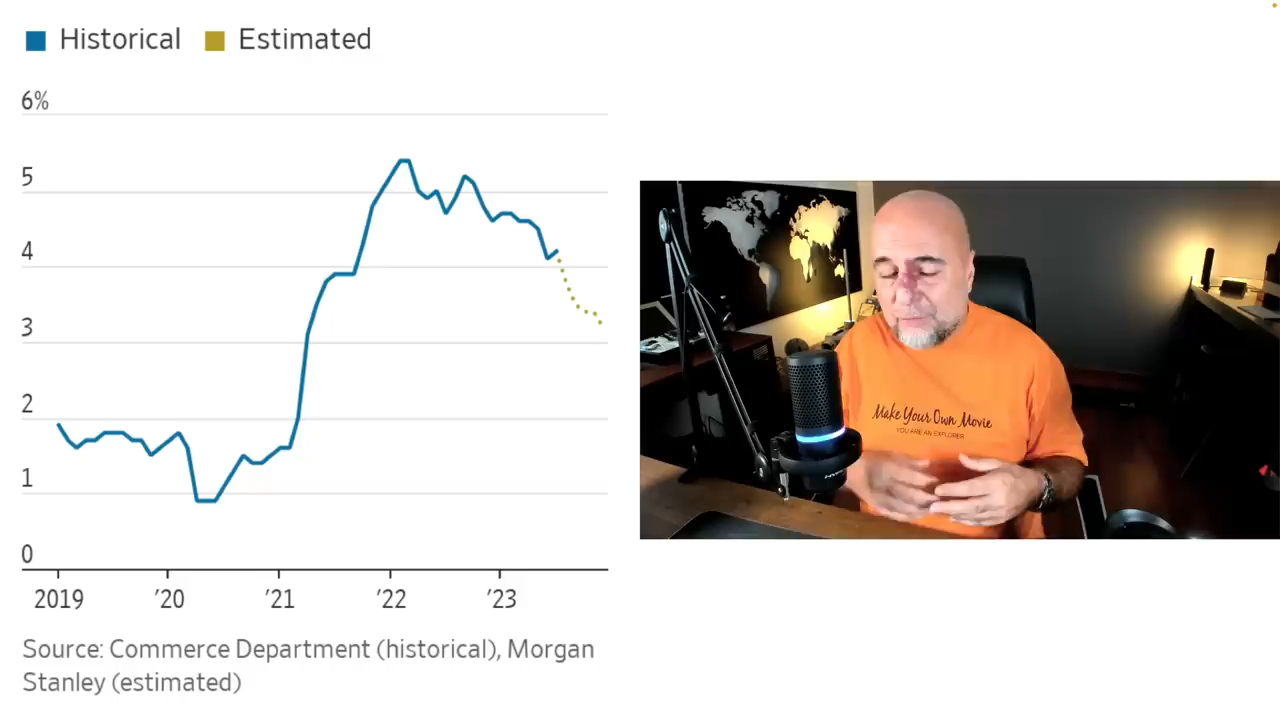 Historical Estimated
6%
5
4
3
2
1
0
2019 ’20 ’21 ’22 ’23
Source: Commerce Department (historical), Morgan
Stanley (estimated)
Make Your Own Movie
YOU ARE AN EXPLORER